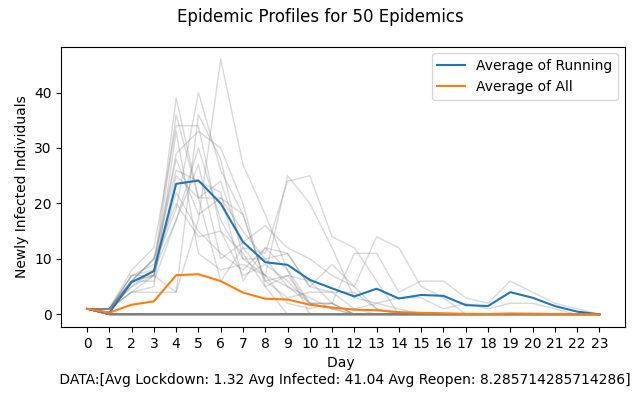 Epidemic Profiles for 50 Epidemics
Newly Infected Individuals
40
30
20
10
0
Average of Running
Average of All
0 1 2 3 4 5 6 7 8 9 10 11 12 13 14 15 16 17 18 19 20 21 22 23
Day
DATA:[Avg Lockdown: 1.32 Avg Infected: 41.04 Avg Reopen: 8.285714285714286]